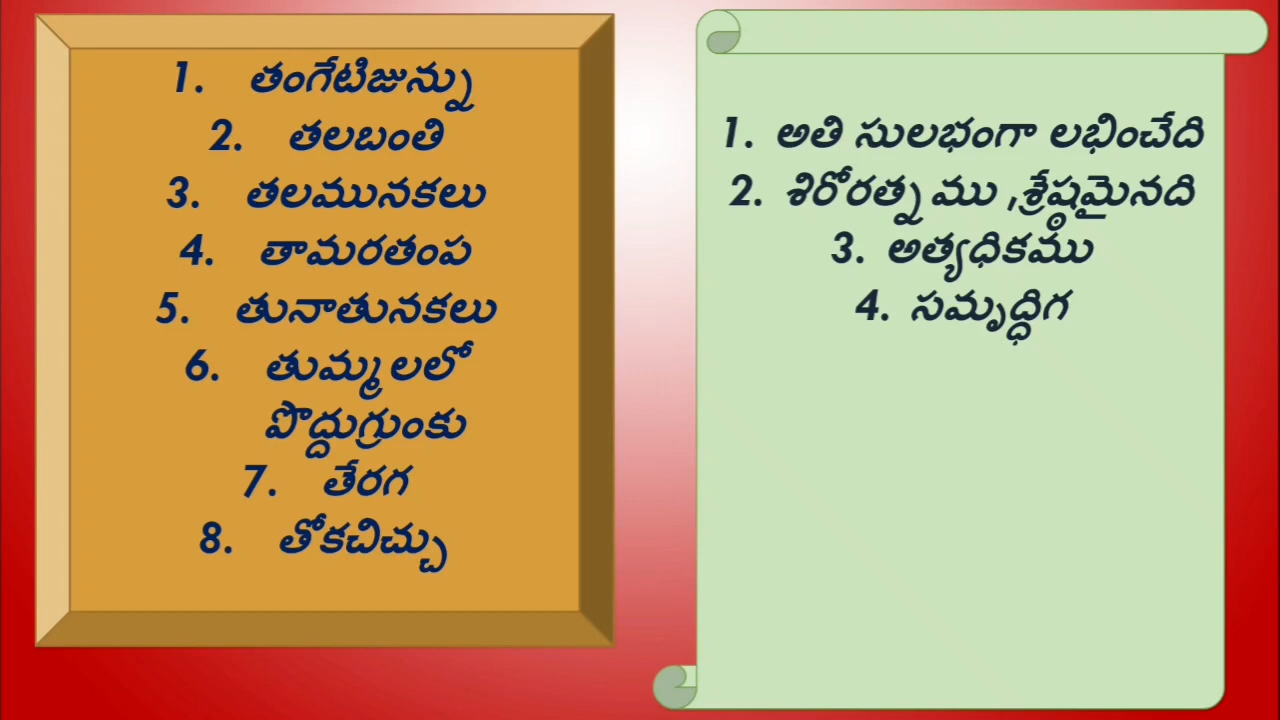 1. తంగేటిజున్ను
2. తలబంతి
3. తలమునకలు
4. తామరతంప
5. తునాతునకలు
6. తుమ్మలలో
పొద్దుగ్రుంకు
7. తేరగ
8. తోకచిచ్చు
1. అతి సులభంగా లభించేది
2. శిరోరత్నము ,శ్రేష్ఠమైనది
3. అత్యధికము
4. సమృద్ధిగ